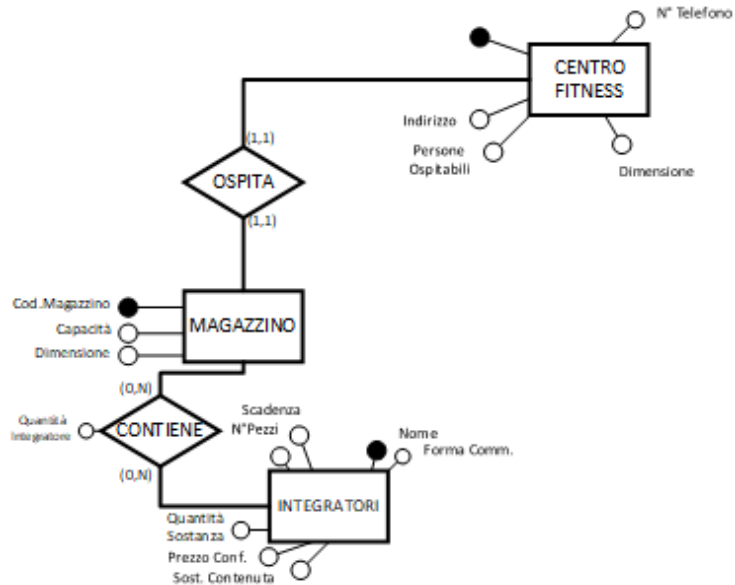 N° Telefono
CENTRO
FITNESS
Indirizzo
Persone
Ospitabili
Dimensione
(1,1)
OSPITA
(1,1)
Cod.Magazzino
Capacità
Dimensione
MAGAZZINO
(0,N)
Quantità
Integratore
CONTIENE
(0,N)
Scadenza
N°Pezzi
Nome
Forma Comm.
INTEGRATORI
Quantità
Sostanza
Prezzo Conf.
Sost. Contenuta